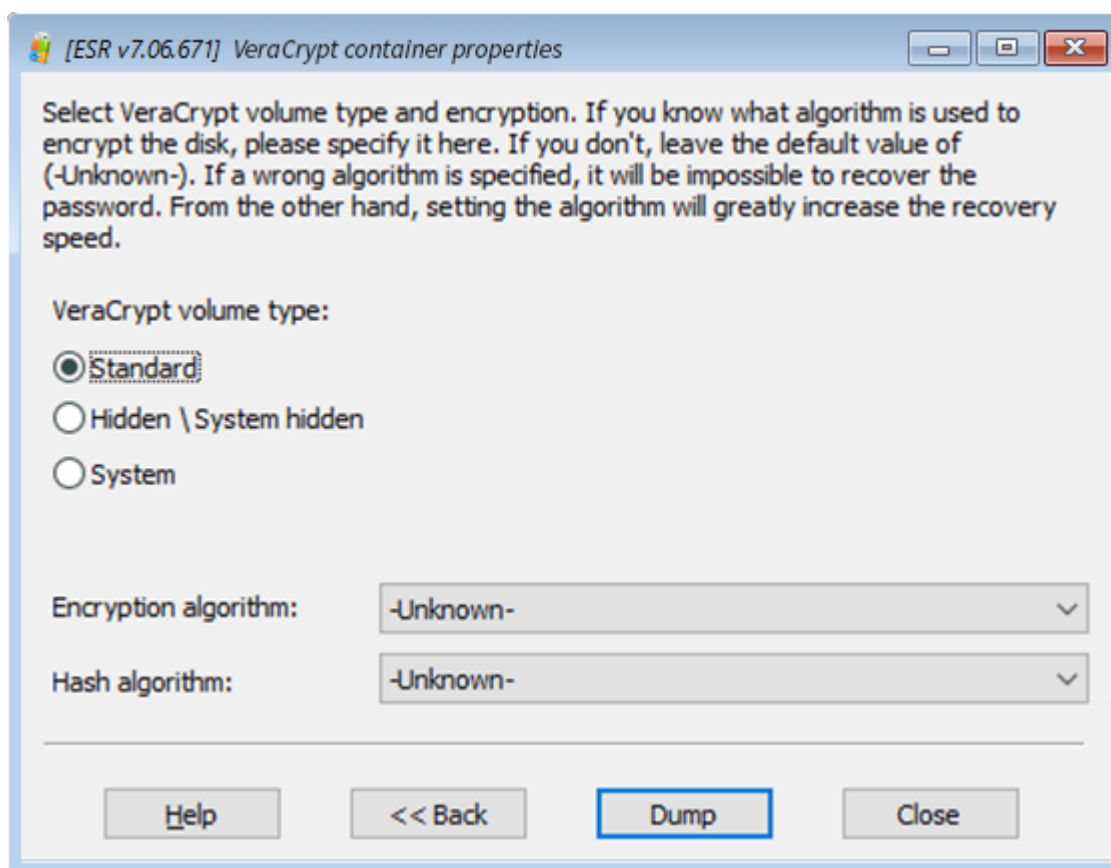 [ESR v7.06.671] VeraCrypt container properties
Select VeraCrypt volume type and encryption. If you know what algorithm is used to
encrypt the disk, please specify it here. If you don't, leave the default value of
(-Unknown-). If a wrong algorithm is specified, it will be impossible to recover the
password. From the other hand, setting the algorithm will greatly increase the recovery
speed.
VeraCrypt volume type:
Standard
Hidden \ System hidden
System
Encryption algorithm: -Unknown-
Hash algorithm: -Unknown-
Help << Back Dump Close